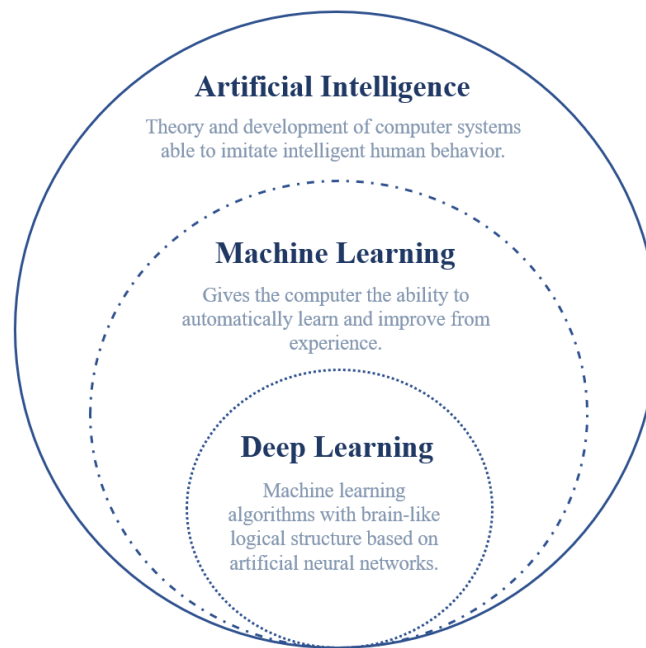 Artificial Intelligence
Theory and development of computer systems
able to imitate intelligent human behavior.
Machine Learning
Gives the computer the ability to
automatically learn and improve from
experience.
Deep Learning
Machine learning
algorithms with brain-like
logical structure based on
artificial neural networks.